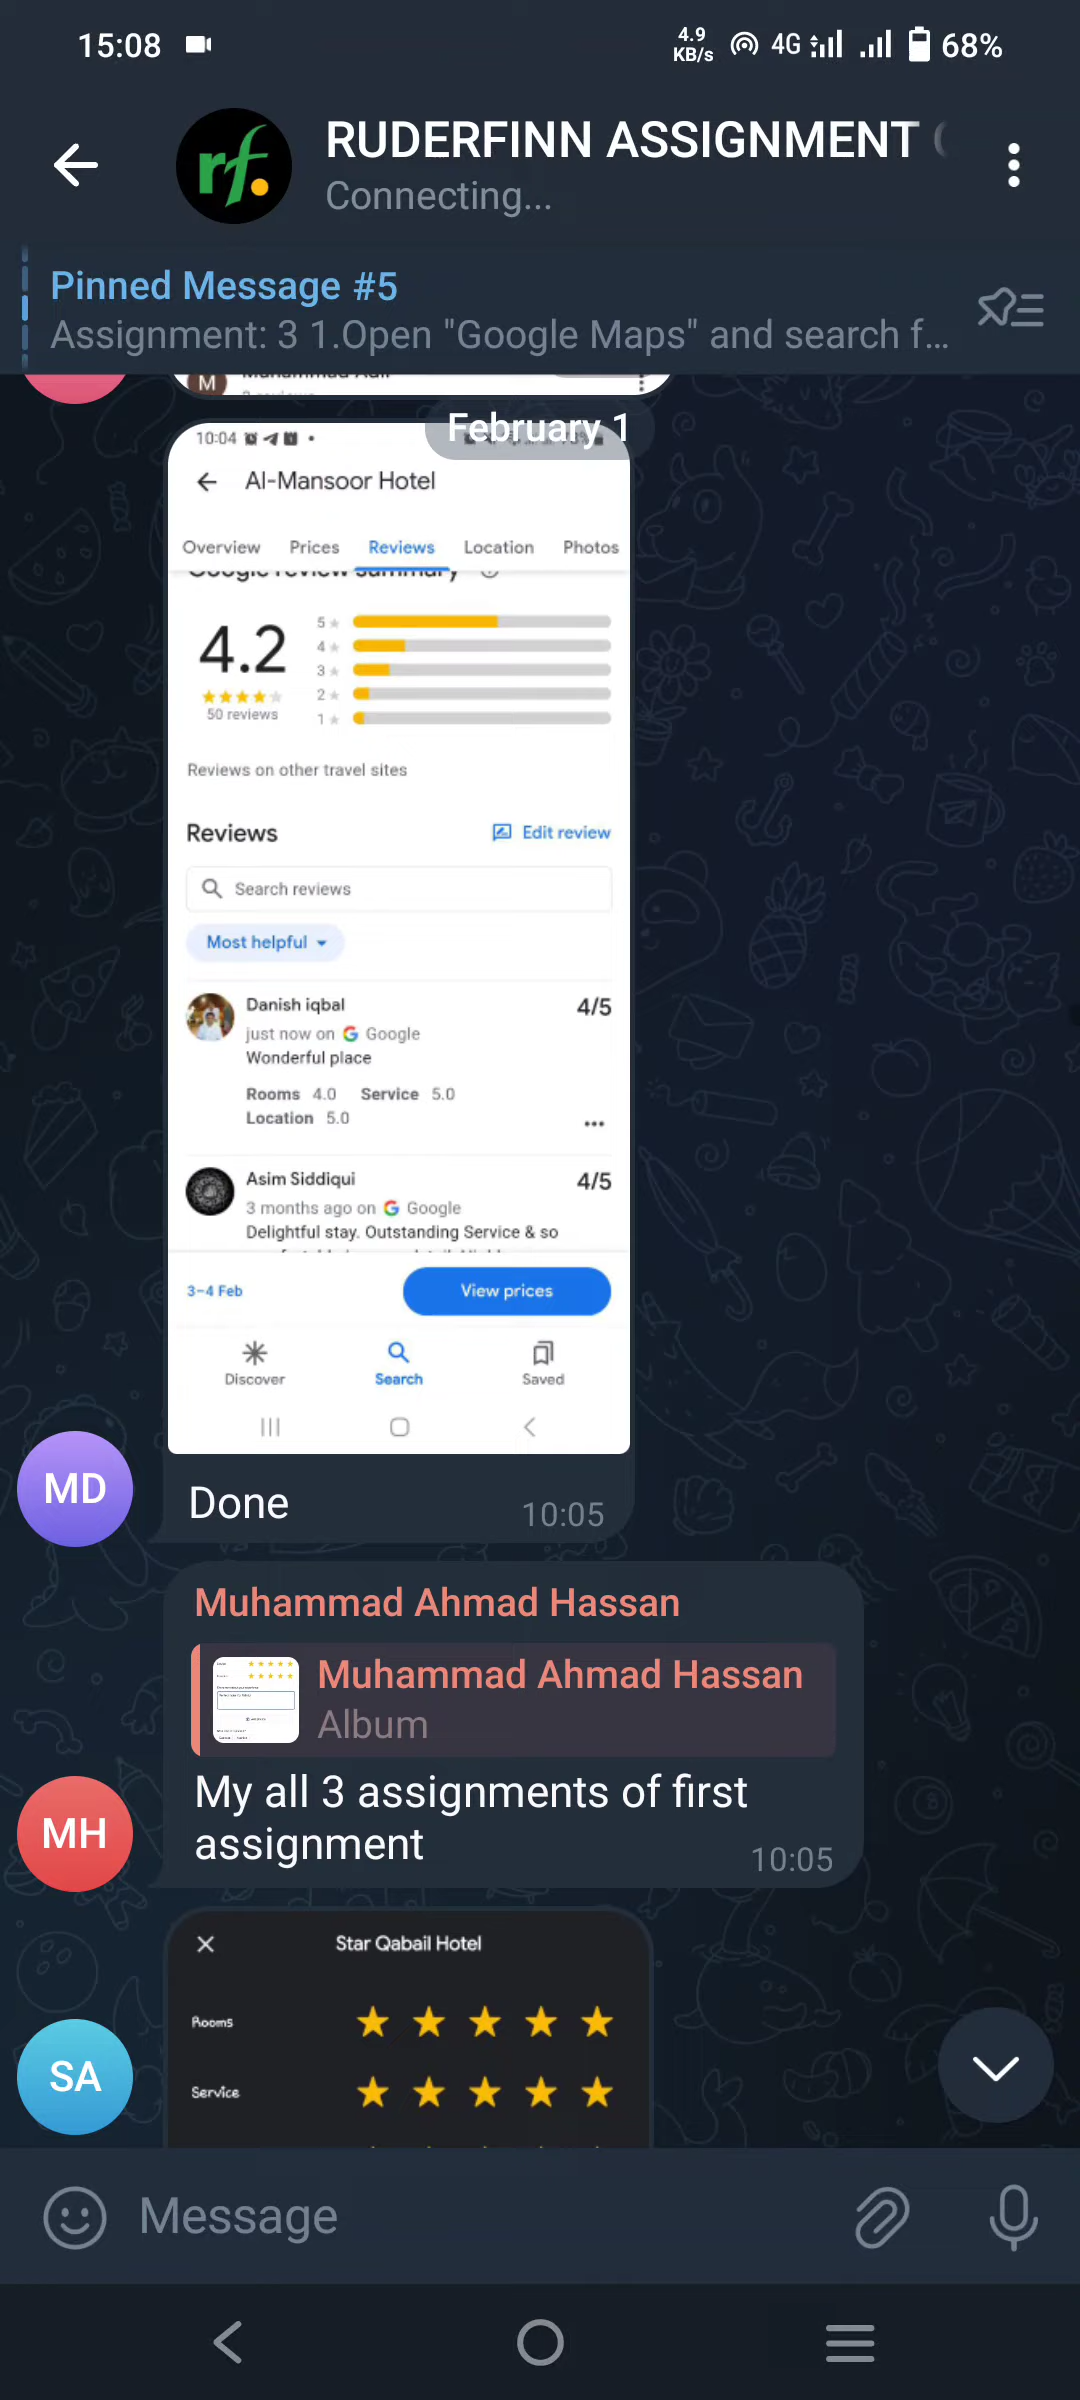 15:08
4.9 KB/s 4G 68%
RUDERFINN ASSIGNMENT (
Connecting...
Pinned Message #5
Assignment: 3 1.Open "Google Maps" and search f...
M
February 1
10:04
Al-Mansoor Hotel
Overview Prices Reviews Location Photos
Google review summary
4.2
50 reviews
5
4
3
2
1
Reviews on other travel sites
Reviews Edit review
Search reviews
Most helpful
Danish iqbal 4/5
just now on Google
Wonderful place
Rooms 4.0 Service 5.0
Location 5.0
Asim Siddiqui 4/5
3 months ago on Google
Delightful stay. Outstanding Service & so
3–4 Feb View prices
Discover Search Saved
MD
Done 10:05
Muhammad Ahmad Hassan
Muhammad Ahmad Hassan
Album
My all 3 assignments of first
assignment 10:05
MH
Star Qabail Hotel
Rooms
Service
SA
Message